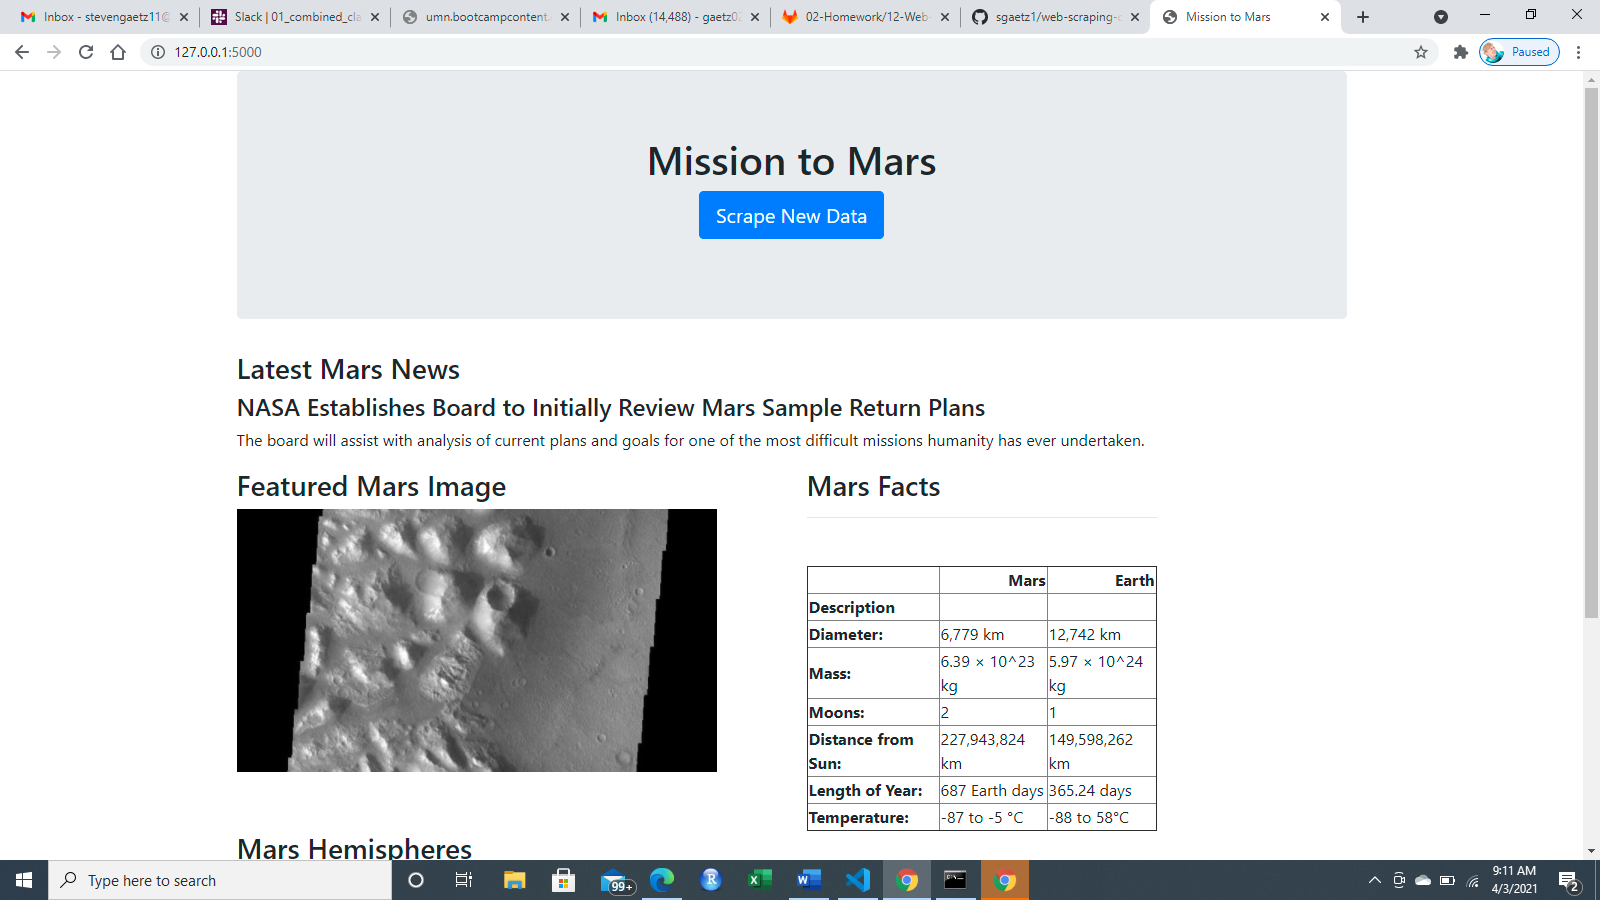 Inbox - stevengaetz11@
Slack | 01_combined_cla
umn.bootcampcontent.
Inbox (14,488) - gaetz02
02-Homework/12-Web-
sgaetz1/web-scraping-c
Mission to Mars
127.0.0.1:5000
Paused
Mission to Mars
Scrape New Data
Latest Mars News
NASA Establishes Board to Initially Review Mars Sample Return Plans
The board will assist with analysis of current plans and goals for one of the most difficult missions humanity has ever undertaken.
Featured Mars Image
Mars Facts
Mars Earth
Description
Diameter: 6,779 km 12,742 km
Mass: 6.39 × 10^23 kg 5.97 × 10^24 kg
Moons: 2 1
Distance from Sun: 227,943,824 km 149,598,262 km
Length of Year: 687 Earth days 365.24 days
Temperature: -87 to -5 °C -88 to 58°C
Mars Hemispheres
Type here to search
99+
9:11 AM
4/3/2021
2